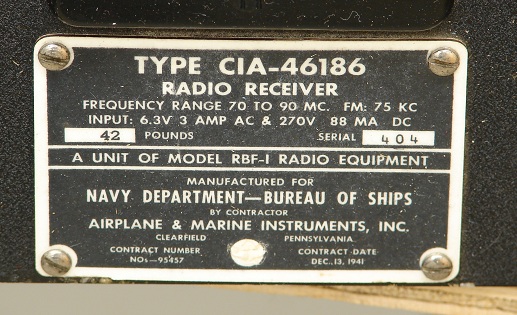 TYPE CIA-46186
RADIO RECEIVER
FREQUENCY RANGE 70 TO 90 MC. FM: 75 KC
INPUT: 6.3V 3 AMP AC & 270V 88 MA DC
42 POUNDS SERIAL 404
A UNIT OF MODEL RBF-1 RADIO EQUIPMENT
MANUFACTURED FOR
NAVY DEPARTMENT—BUREAU OF SHIPS
BY CONTRACTOR
AIRPLANE & MARINE INSTRUMENTS, INC.
CLEARFIELD PENNSYLVANIA
CONTRACT NUMBER CONTRACT DATE
NOs—95457 DEC. 13, 1941